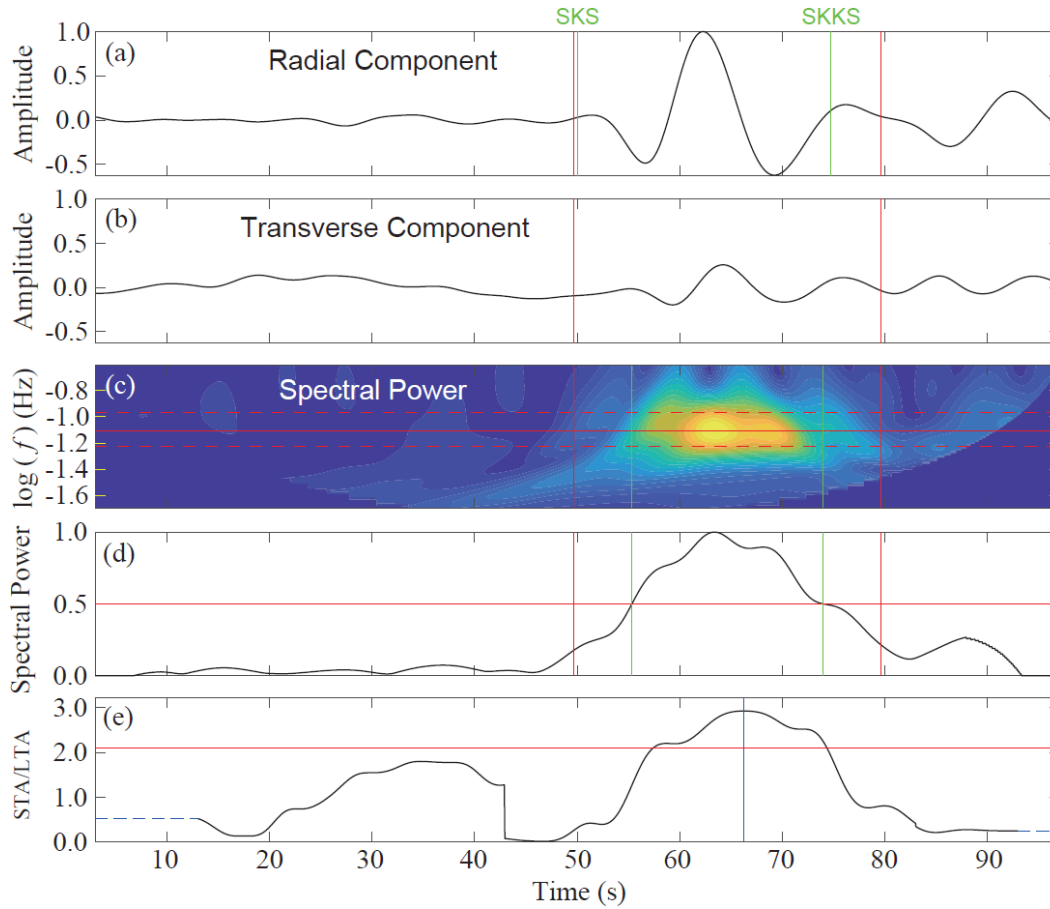 SKS SKKS
(a) Radial Component
Amplitude
1.0
0.5
0.0
-0.5
(b) Transverse Component
Amplitude
1.0
0.5
0.0
-0.5
(c) Spectral Power
log (f) (Hz)
-0.8
-1.0
-1.2
-1.4
-1.6
(d)
Spectral Power
1.0
0.5
0.0
(e)
STA/LTA
3.0
2.0
1.0
0.0
10 20 30 40 50 60 70 80 90
Time (s)